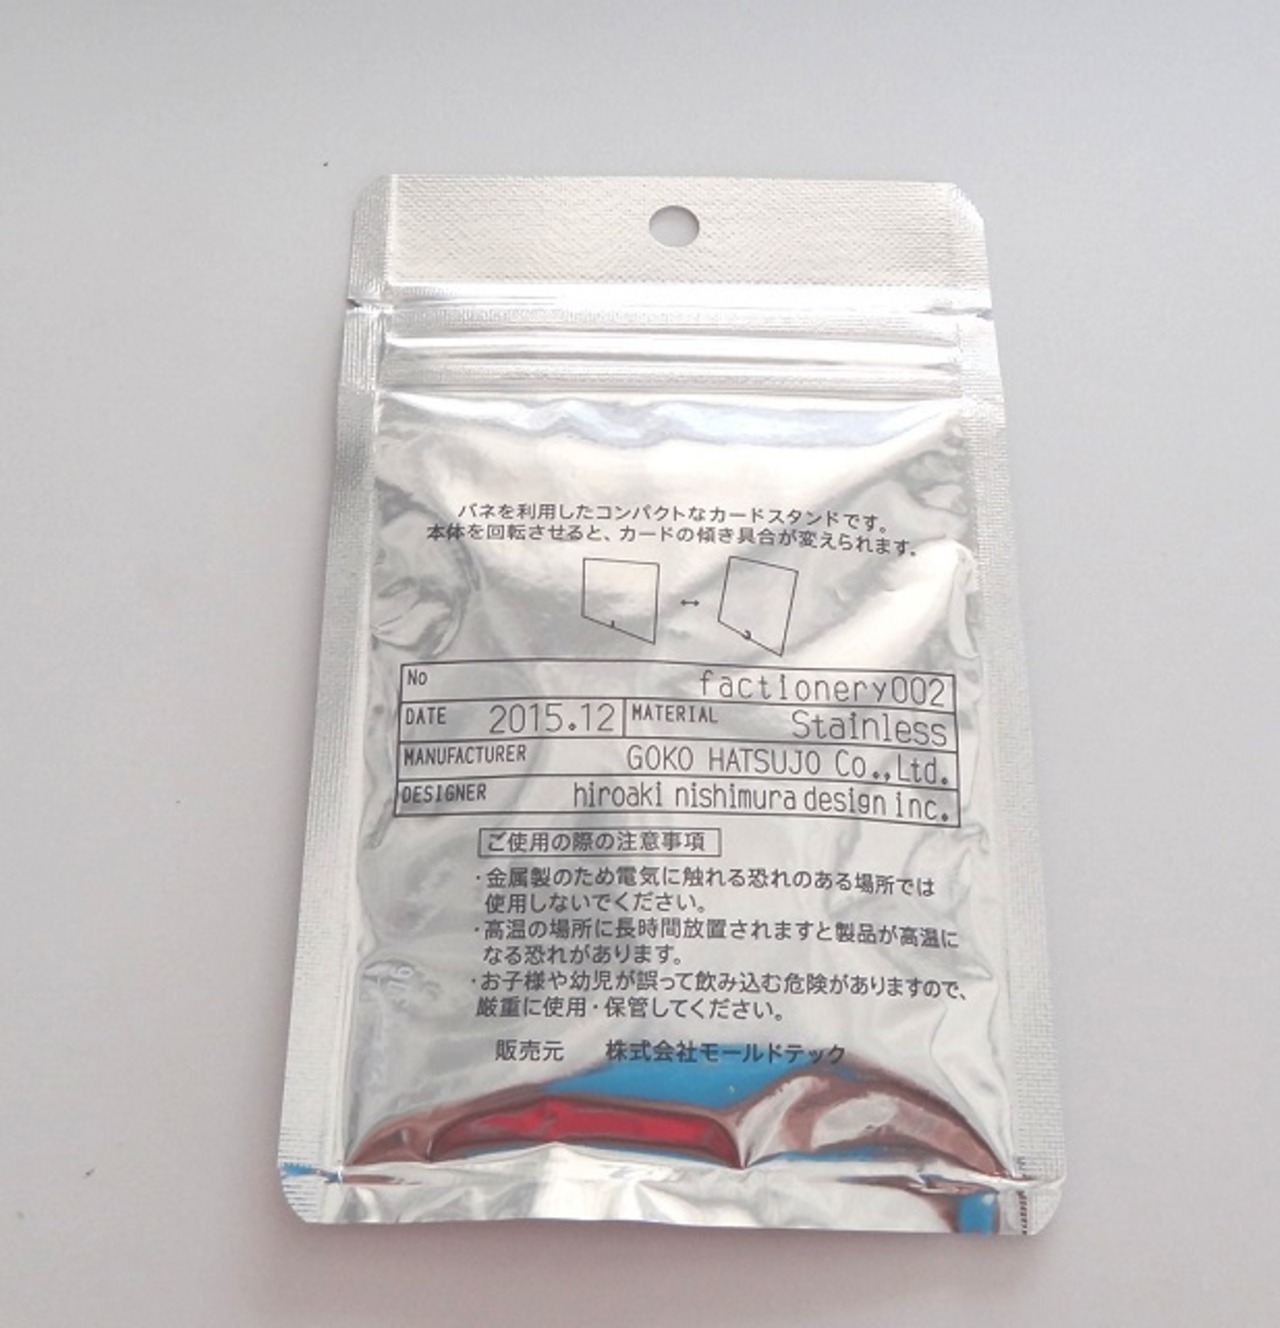 バネを利用したコンパクトなカードスタンドです。
本体を回転させると、カードの傾き具合が変えられます。
No factionery002
DATE 2015.12 MATERIAL Stainless
MANUFACTURER GOKO HATSUJO Co.,Ltd.
DESIGNER hiroaki nishimura design inc.
ご使用の際の注意事項
・金属製のため電気に触れる恐れのある場所では
使用しないでください。
・高温の場所に長時間放置されますと製品が高温に
なる恐れがあります。
・お子様や幼児が誤って飲み込む危険がありますので、
厳重に使用・保管してください。
販売元 株式会社モールドテック